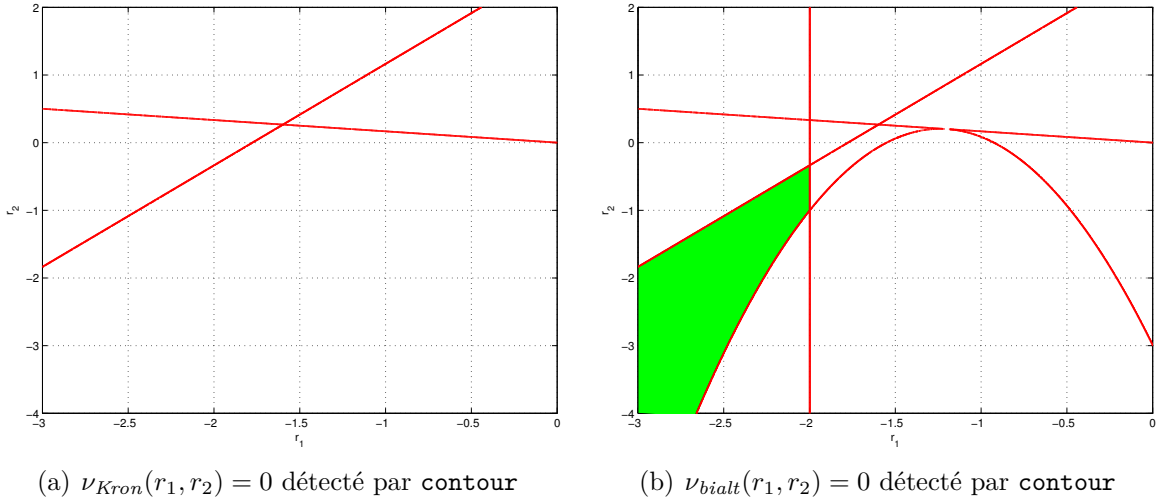 2
1
0
−1
−2
−3
−4
r2
−3 −2.5 −2 −1.5 −1 −0.5 0
r1
2
1
0
−1
−2
−3
−4
r2
−3 −2.5 −2 −1.5 −1 −0.5 0
r1
(a) νKron(r1, r2) = 0 détecté par contour
(b) νbialt(r1, r2) = 0 détecté par contour